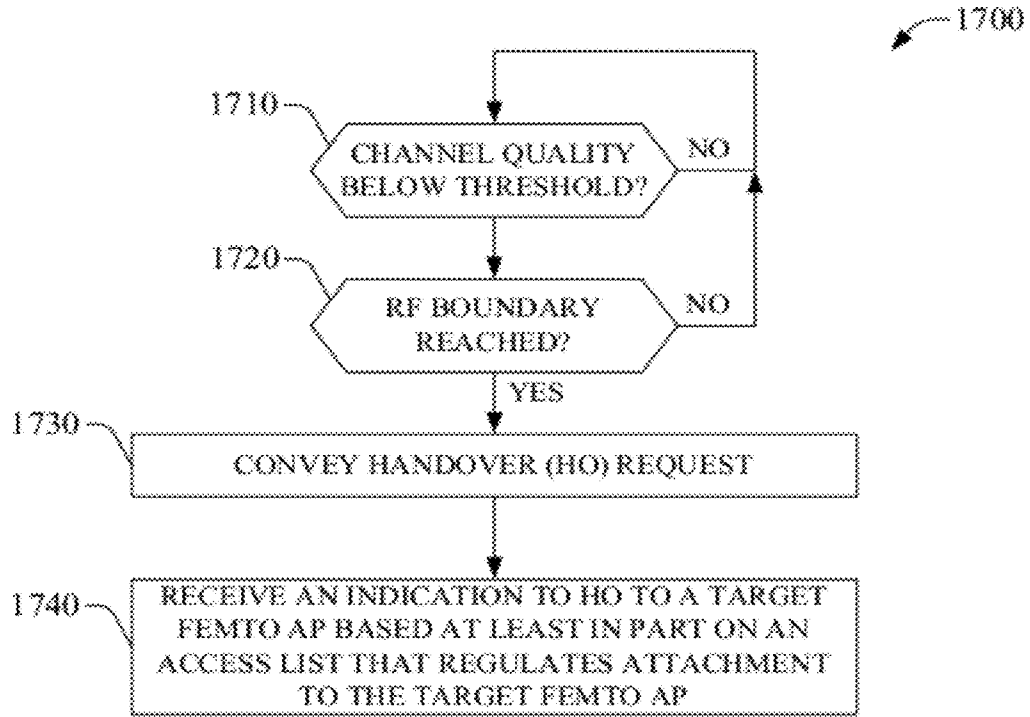 1700
1710
CHANNEL QUALITY
BELOW THRESHOLD?
NO
1720
RF BOUNDARY
REACHED?
NO
YES
1730
CONVEY HANDOVER (HO) REQUEST
1740
RECEIVE AN INDICATION TO HO TO A TARGET
FEMTO AP BASED AT LEAST IN PART ON AN
ACCESS LIST THAT REGULATES ATTACHMENT
TO THE TARGET FEMTO AP